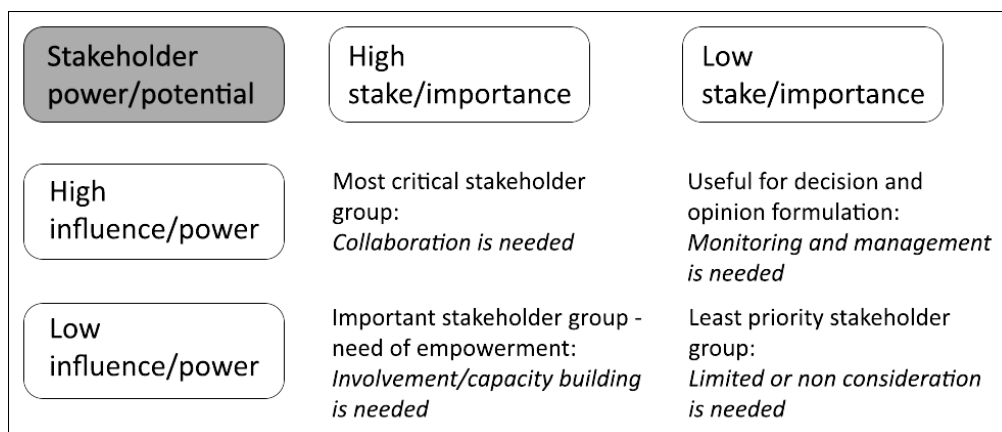 Stakeholder
power/potential
High
stake/importance
Low
stake/importance
High
influence/power
Most critical stakeholder
group:
Collaboration is needed
Useful for decision and
opinion formulation:
Monitoring and management
is needed
Low
influence/power
Important stakeholder group -
need of empowerment:
Involvement/capacity building
is needed
Least priority stakeholder
group:
Limited or non consideration
is needed